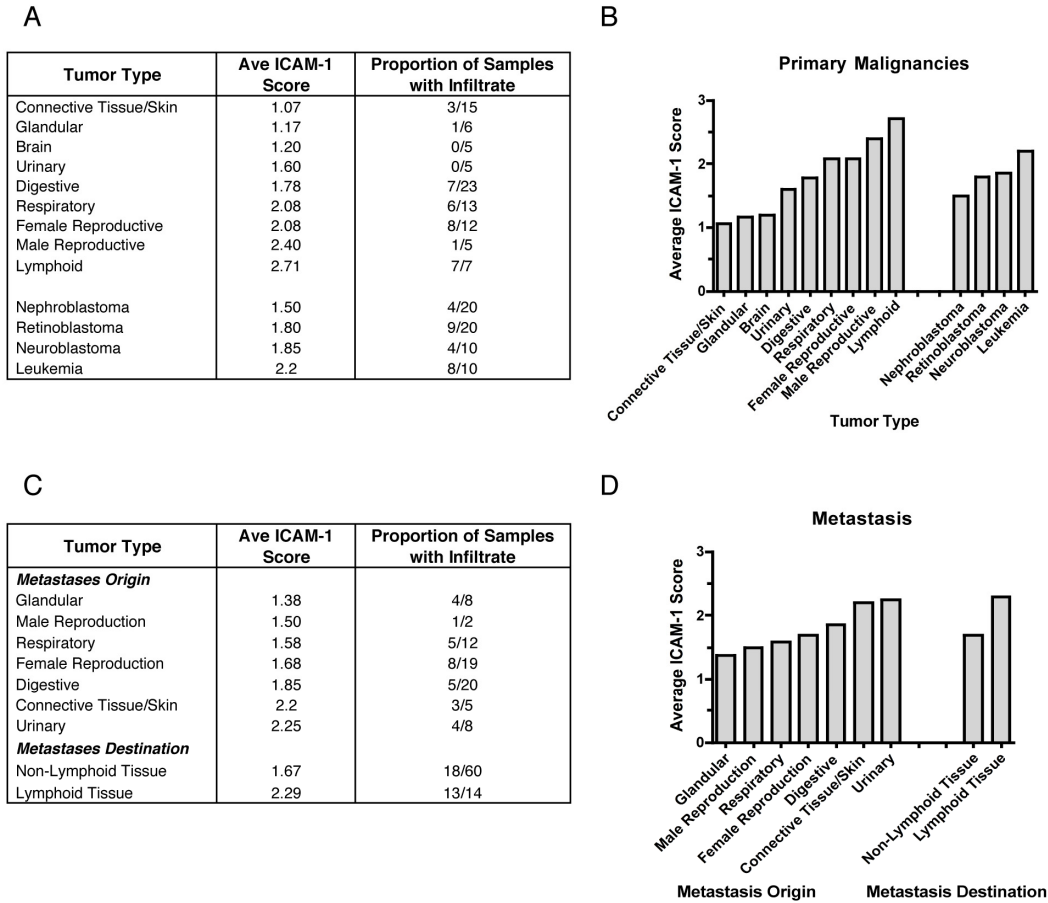 A
Tumor Type Ave ICAM-1 Score Proportion of Samples with Infiltrate
Connective Tissue/Skin 1.07 3/15
Glandular 1.17 1/6
Brain 1.20 0/5
Urinary 1.60 0/5
Digestive 1.78 7/23
Respiratory 2.08 6/13
Female Reproductive 2.08 8/12
Male Reproductive 2.40 1/5
Lymphoid 2.71 7/7
Nephroblastoma 1.50 4/20
Retinoblastoma 1.80 9/20
Neuroblastoma 1.85 4/10
Leukemia 2.2 8/10
B
Primary Malignancies
Average ICAM-1 Score
3
2
1
0
Connective Tissue/Skin
Glandular
Brain
Urinary
Digestive
Respiratory
Female Reproductive
Male Reproductive
Lymphoid
Nephroblastoma
Retinoblastoma
Neuroblastoma
Leukemia
Tumor Type
C
Tumor Type Ave ICAM-1 Score Proportion of Samples with Infiltrate
Metastases Origin
Glandular 1.38 4/8
Male Reproduction 1.50 1/2
Respiratory 1.58 5/12
Female Reproduction 1.68 8/19
Digestive 1.85 5/20
Connective Tissue/Skin 2.2 3/5
Urinary 2.25 4/8
Metastases Destination
Non-Lymphoid Tissue 1.67 18/60
Lymphoid Tissue 2.29 13/14
D
Metastasis
Average ICAM-1 Score
3
2
1
0
Glandular
Male Reproduction
Respiratory
Female Reproduction
Digestive
Connective Tissue/Skin
Urinary
Non-Lymphoid Tissue
Lymphoid Tissue
Metastasis Origin
Metastasis Destination